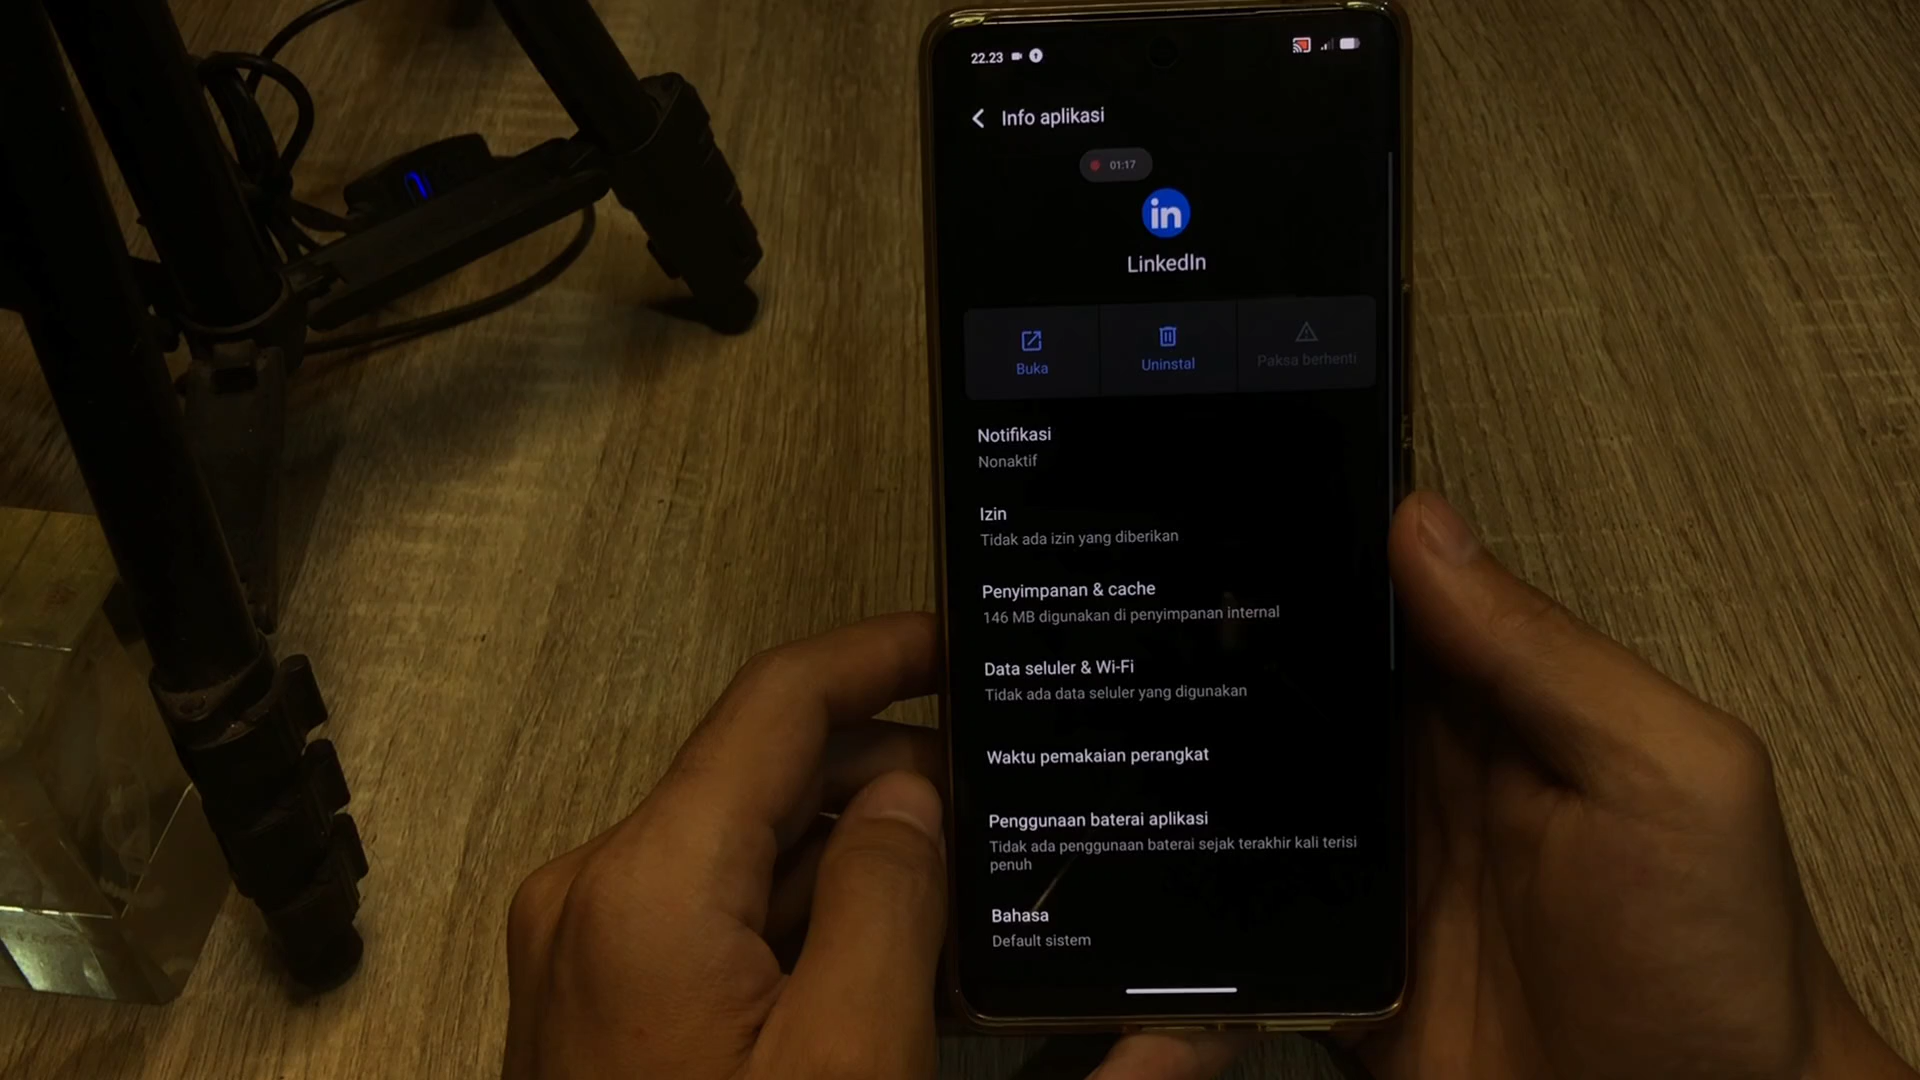 22.23
Info aplikasi
01:17
in
LinkedIn
Buka
Uninstal
Paksa berhenti
Notifikasi
Nonaktif
Izin
Tidak ada izin yang diberikan
Penyimpanan & cache
146 MB digunakan di penyimpanan internal
Data seluler & Wi-Fi
Tidak ada data seluler yang digunakan
Waktu pemakaian perangkat
Penggunaan baterai aplikasi
Tidak ada penggunaan baterai sejak terakhir kali terisi
penuh
Bahasa
Default sistem